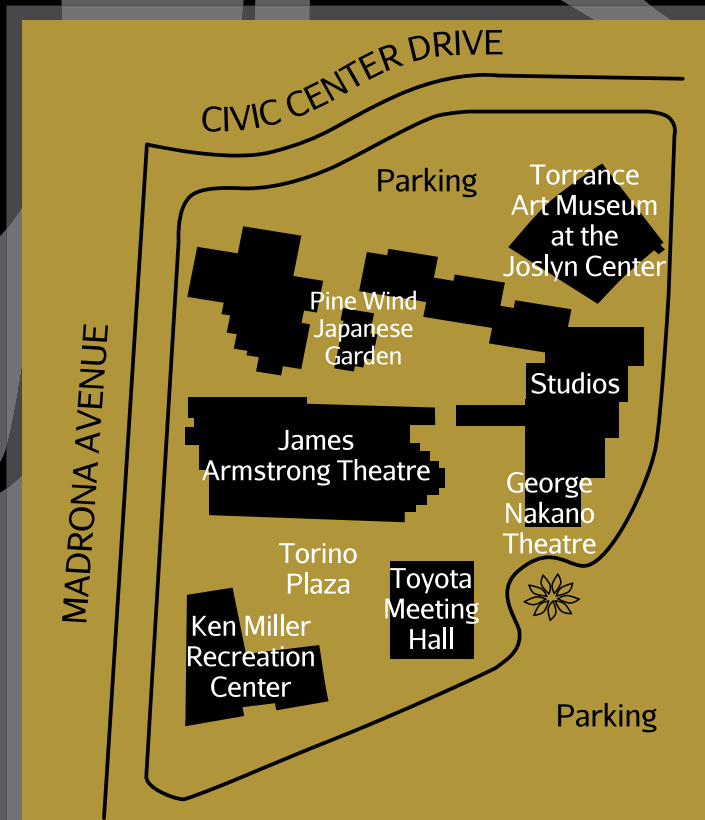 CIVIC CENTER DRIVE
Parking
Torrance
Art Museum
at the
Joslyn Center
Pine Wind
Japanese
Garden
MADRONA AVENUE
Studios
James
Armstrong Theatre
George
Nakano
Theatre
Torino
Plaza
Toyota
Meeting
Hall
Ken Miller
Recreation
Center
Parking